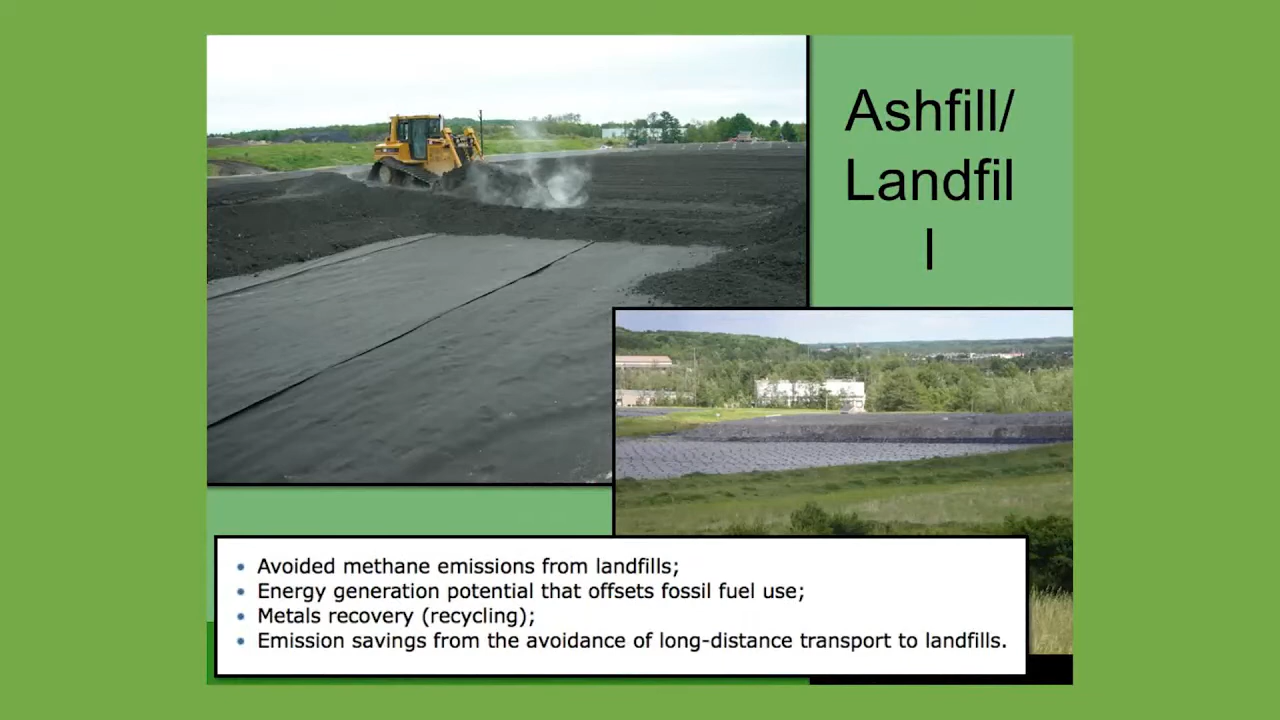 Ashfill/
Landfil
l
• Avoided methane emissions from landfills;
• Energy generation potential that offsets fossil fuel use;
• Metals recovery (recycling);
• Emission savings from the avoidance of long-distance transport to landfills.